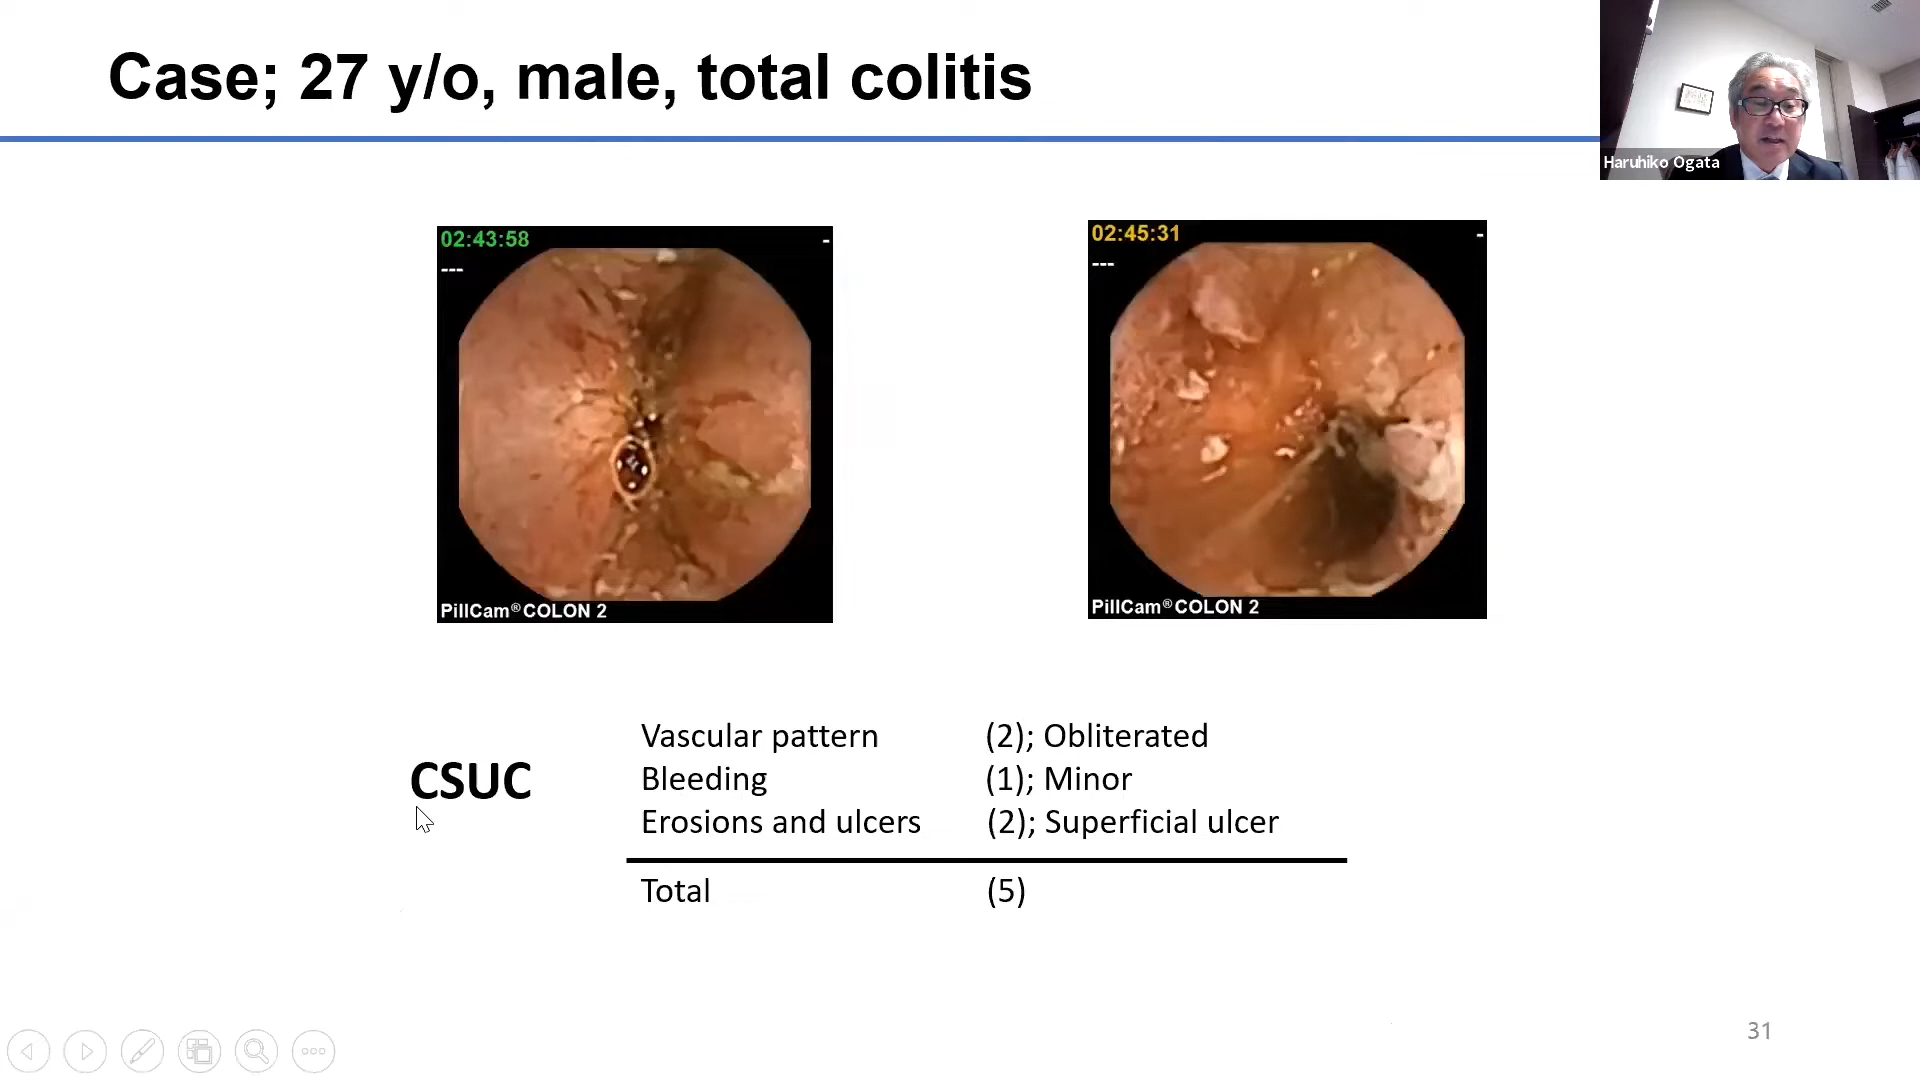 Case; 27 y/o, male, total colitis
Haruhiko Ogata
02:43:58
-
---
PillCam®COLON 2
02:45:31
-
---
PillCam®COLON 2
CSUC
Vascular pattern (2); Obliterated
Bleeding (1); Minor
Erosions and ulcers (2); Superficial ulcer
Total (5)
31